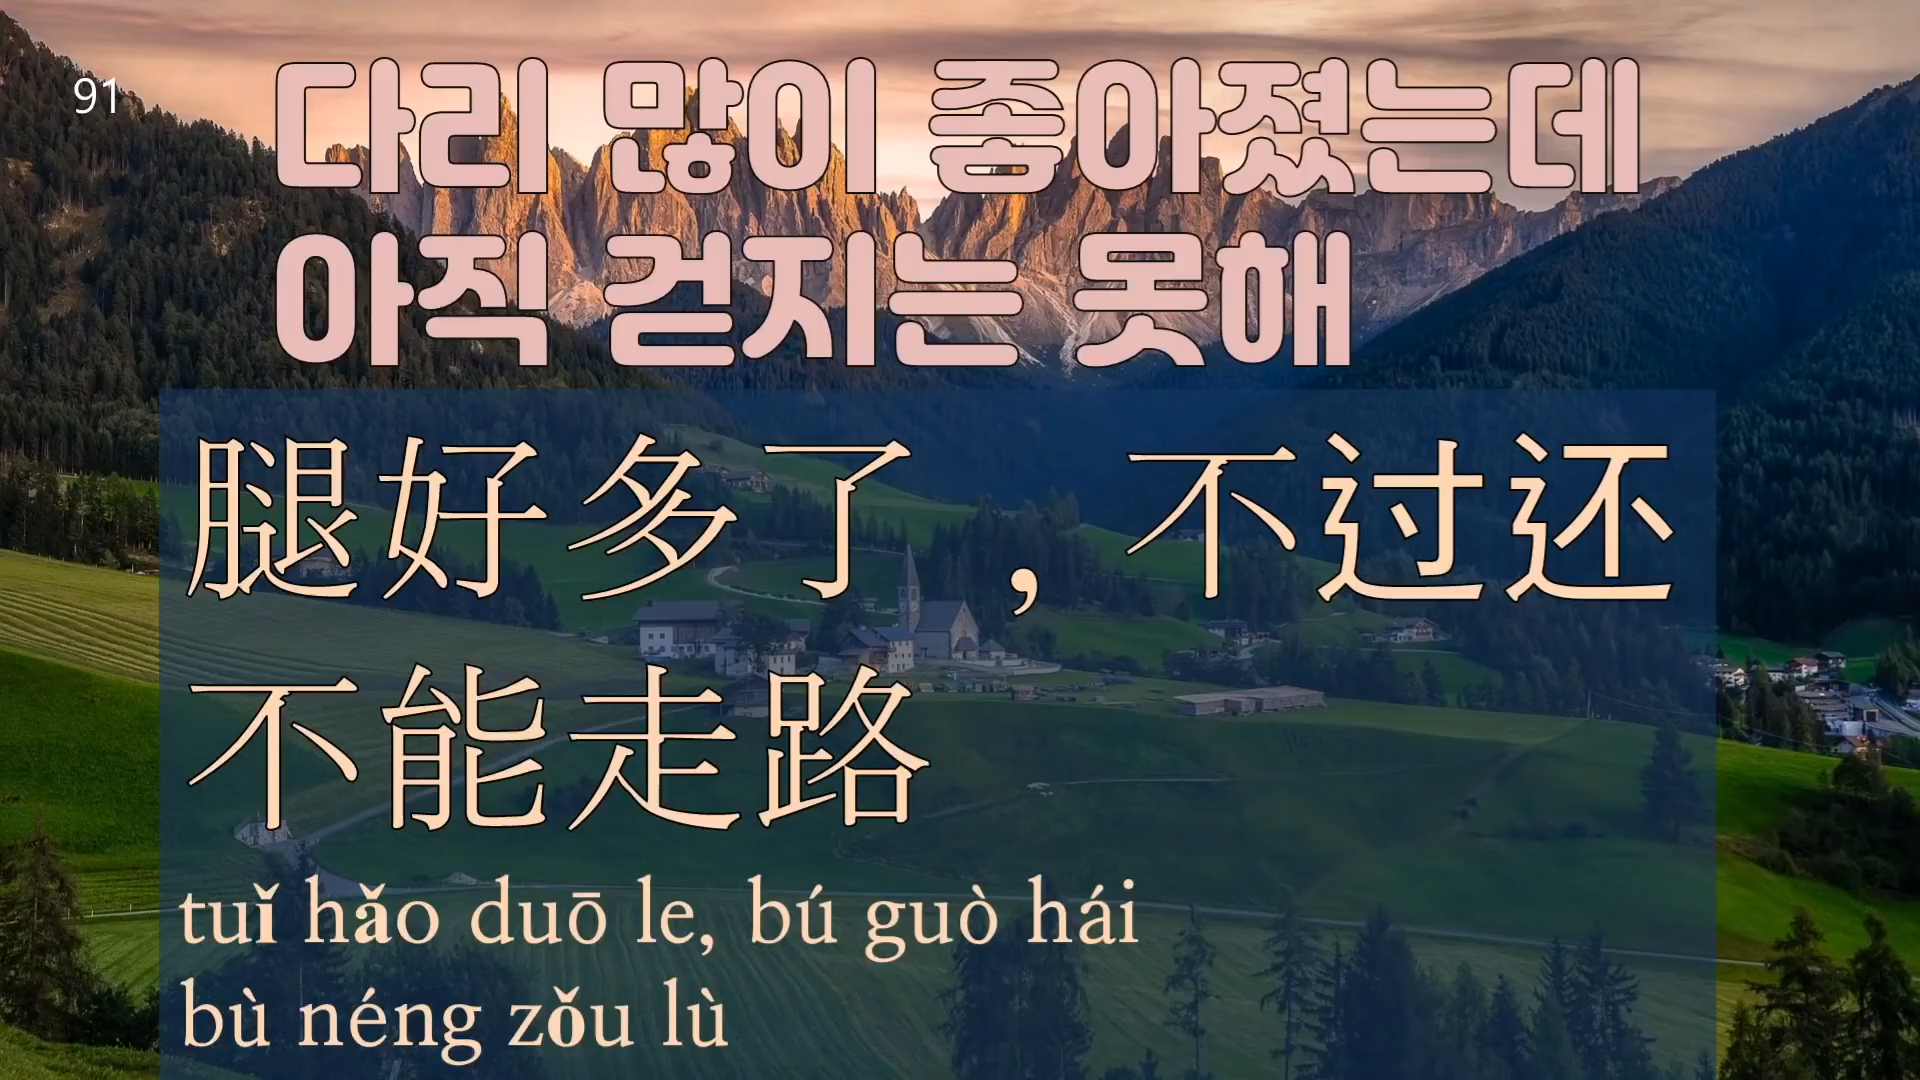 91
다리 많이 좋아졌는데
아직 걷지는 못해
腿好多了，不过还
不能走路
tuǐ hǎo duō le, bú guò hái
bù néng zǒu lù